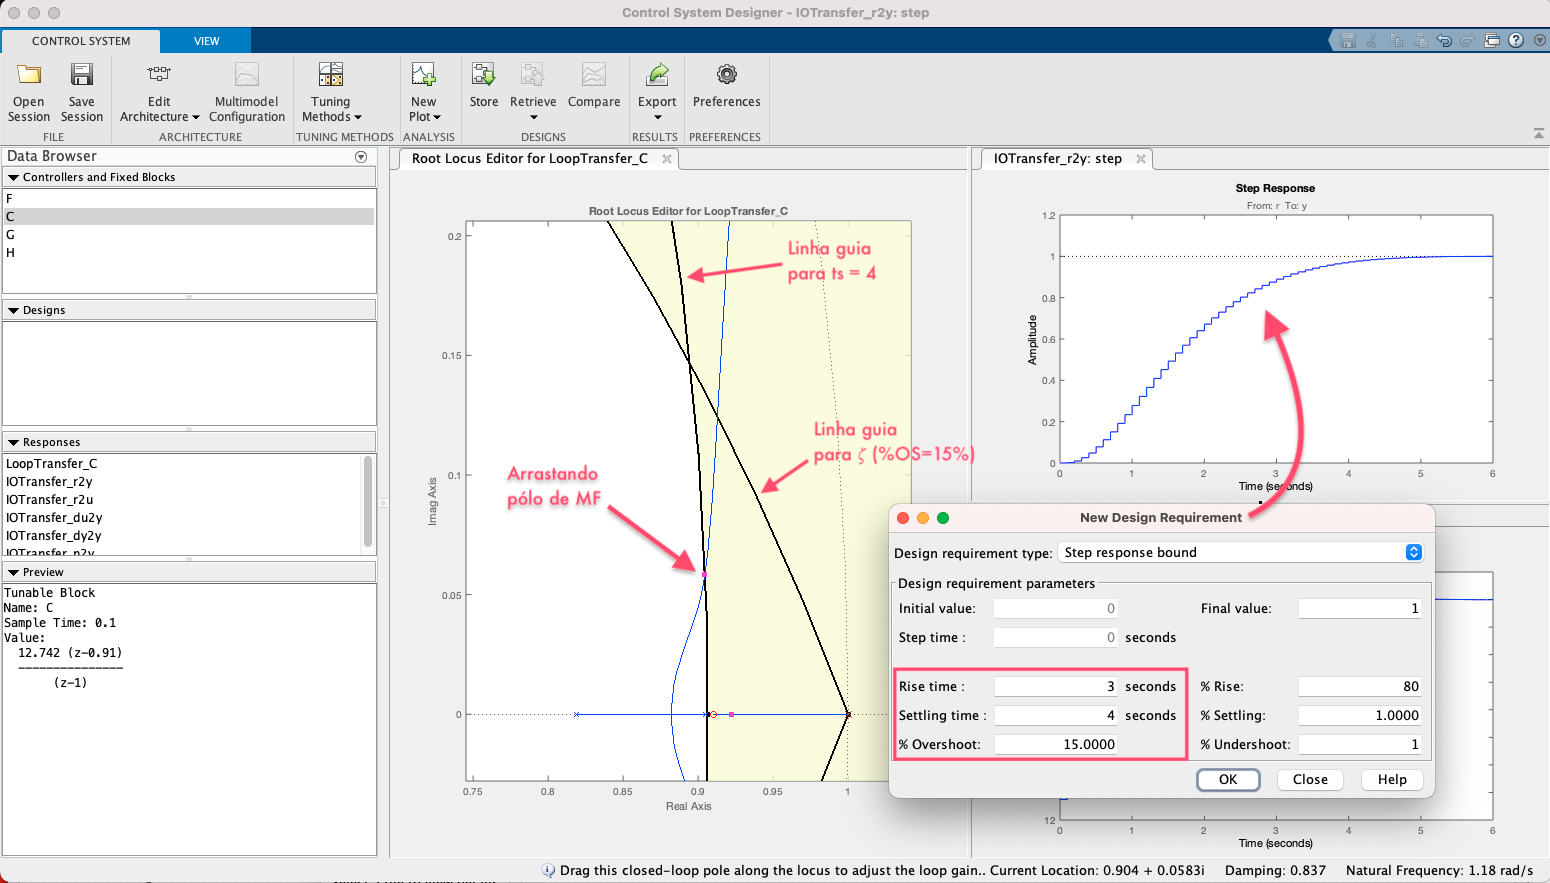 Control System Designer - IOTransfer_r2y: step
CONTROL SYSTEM
VIEW
Open Session
Save Session
Edit Architecture
Multimodel Configuration
Tuning Methods
New Plot
Store
Retrieve
Compare
Export
Preferences
FILE
ARCHITECTURE
TUNING METHODS
ANALYSIS
DESIGNS
RESULTS
PREFERENCES
Data Browser
Controllers and Fixed Blocks
F
C
G
H
Designs
Responses
LoopTransfer_C
IOTransfer_r2y
IOTransfer_r2u
IOTransfer_du2y
IOTransfer_dy2y
IOTransfer_n2y
Preview
Tunable Block
Name: C
Sample Time: 0.1
Value:
12.742 (z-0.91)
---------------
(z-1)
Root Locus Editor for LoopTransfer_C
Root Locus Editor for LoopTransfer_C
0.2
0.15
0.1
0.05
0
Imag Axis
0.75
0.8
0.85
0.9
0.95
1
Real Axis
Linha guia
para ts = 4
Linha guia
para ζ (%OS=15%)
Arrastando
pólo de MF
IOTransfer_r2y: step
Step Response
From: r To: y
1.2
1
0.8
0.6
0.4
0.2
0
Amplitude
0
1
2
3
4
5
6
Time (seconds)
New Design Requirement
Design requirement type: Step response bound
Design requirement parameters
Initial value: 0
Final value: 1
Step time : 0 seconds
Rise time : 3 seconds
% Rise: 80
Settling time : 4 seconds
% Settling: 1.0000
% Overshoot: 15.0000
% Undershoot: 1
OK
Close
Help
12
0
1
2
3
4
5
6
Time (seconds)
Drag this closed-loop pole along the locus to adjust the loop gain.. Current Location: 0.904 + 0.0583i Damping: 0.837 Natural Frequency: 1.18 rad/s